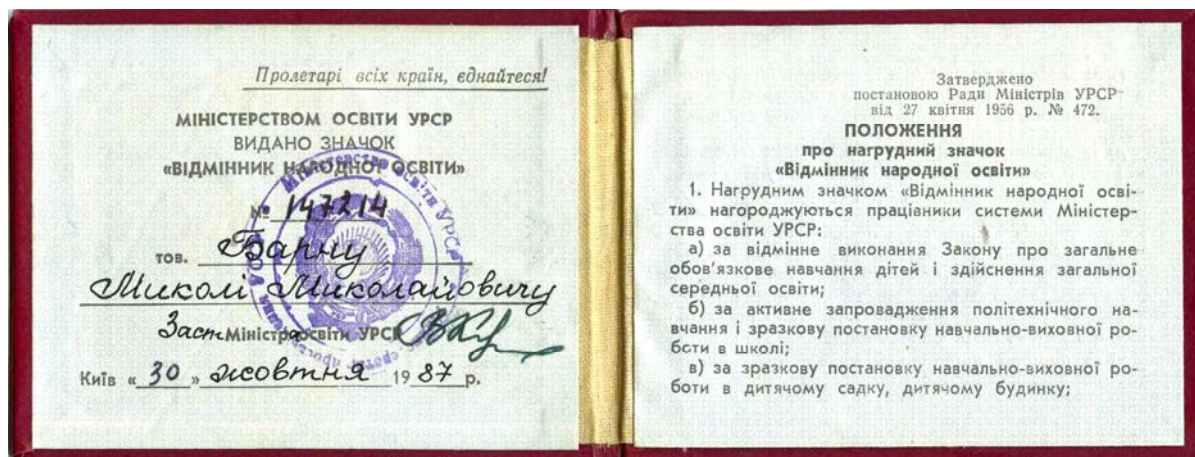 Пролетарі всіх країн, єднайтеся!
МІНІСТЕРСТВОМ ОСВІТИ УРСР
ВИДАНО ЗНАЧОК
«ВІДМІННИК НАРОДНОЇ ОСВІТИ»
№ 147214
тов. Барну
Миколі Миколайовичу
Заст. Міністра освіти УРСР
Київ « 30 » жовтня 19 87 р.
Міністерство освіти УРСР
Затверджено
постановою Ради Міністрів УРСР
від 27 квітня 1956 р. № 472.
ПОЛОЖЕННЯ
про нагрудний значок
«Відмінник народної освіти»
1. Нагрудним значком «Відмінник народної осві-
ти» нагороджуються працівники системи Міністер-
ства освіти УРСР:
а) за відмінне виконання Закону про загальне
обов'язкове навчання дітей і здійснення загальної
середньої освіти;
б) за активне запровадження політехнічного на-
вчання і зразкову постановку навчально-виховної ро-
боти в школі;
в) за зразкову постановку навчально-виховної ро-
боти в дитячому садку, дитячому будинку;